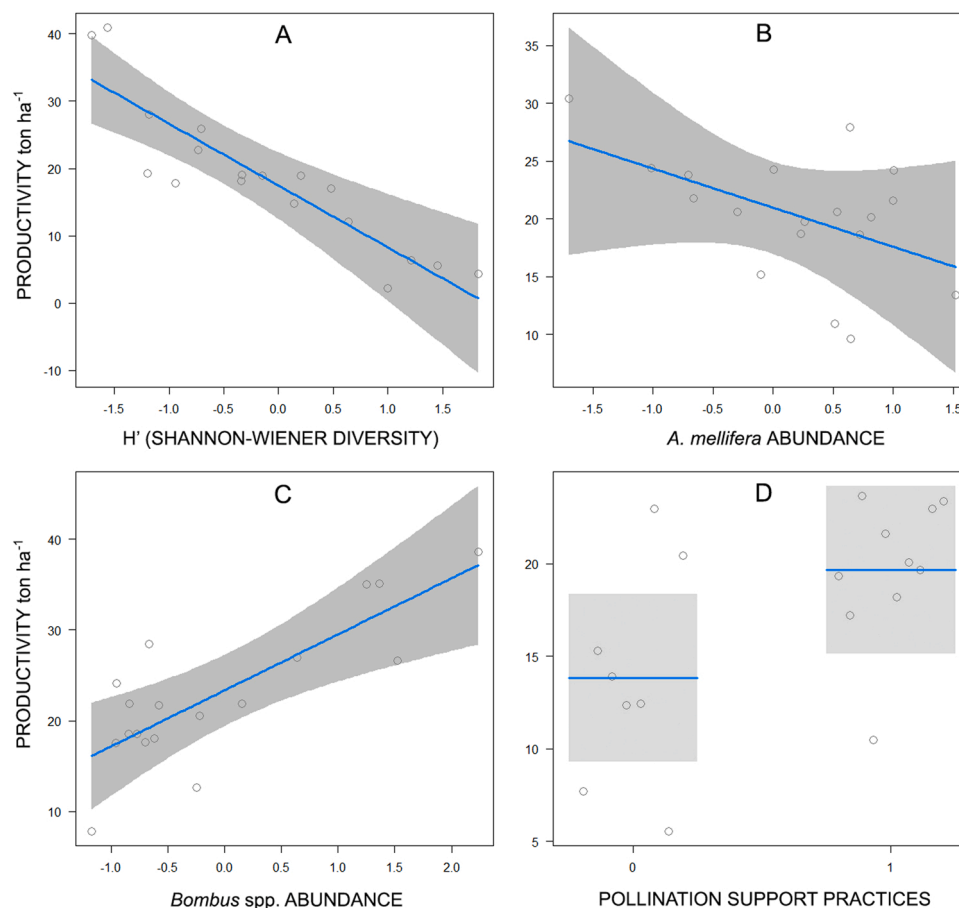 A
PRODUCTIVITY ton ha⁻¹
40
30
20
10
0
-10
-1.5 -1.0 -0.5 0.0 0.5 1.0 1.5
H' (SHANNON-WIENER DIVERSITY)
B
35
30
25
20
15
10
-1.5 -1.0 -0.5 0.0 0.5 1.0 1.5
A. mellifera ABUNDANCE
C
PRODUCTIVITY ton ha⁻¹
40
30
20
10
-1.0 -0.5 0.0 0.5 1.0 1.5 2.0
Bombus spp. ABUNDANCE
D
20
15
10
5
0 1
POLLINATION SUPPORT PRACTICES